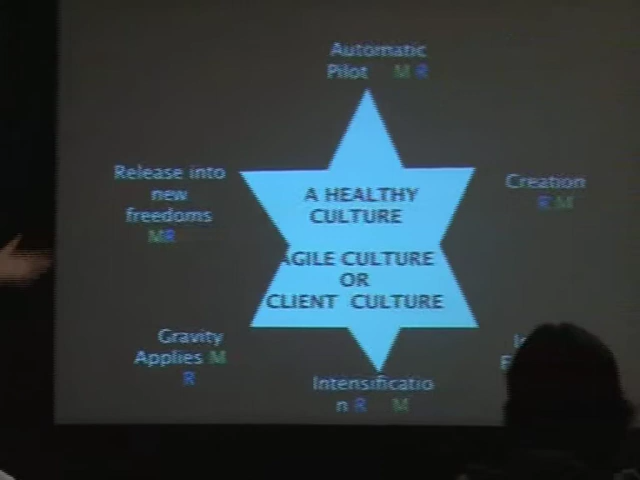 Automatic
Pilot M R
Release into
new
freedoms
MR
Creation
R M
A HEALTHY
CULTURE
AGILE CULTURE
OR
CLIENT CULTURE
Gravity
Applies M
R
Intensificatio
n R M